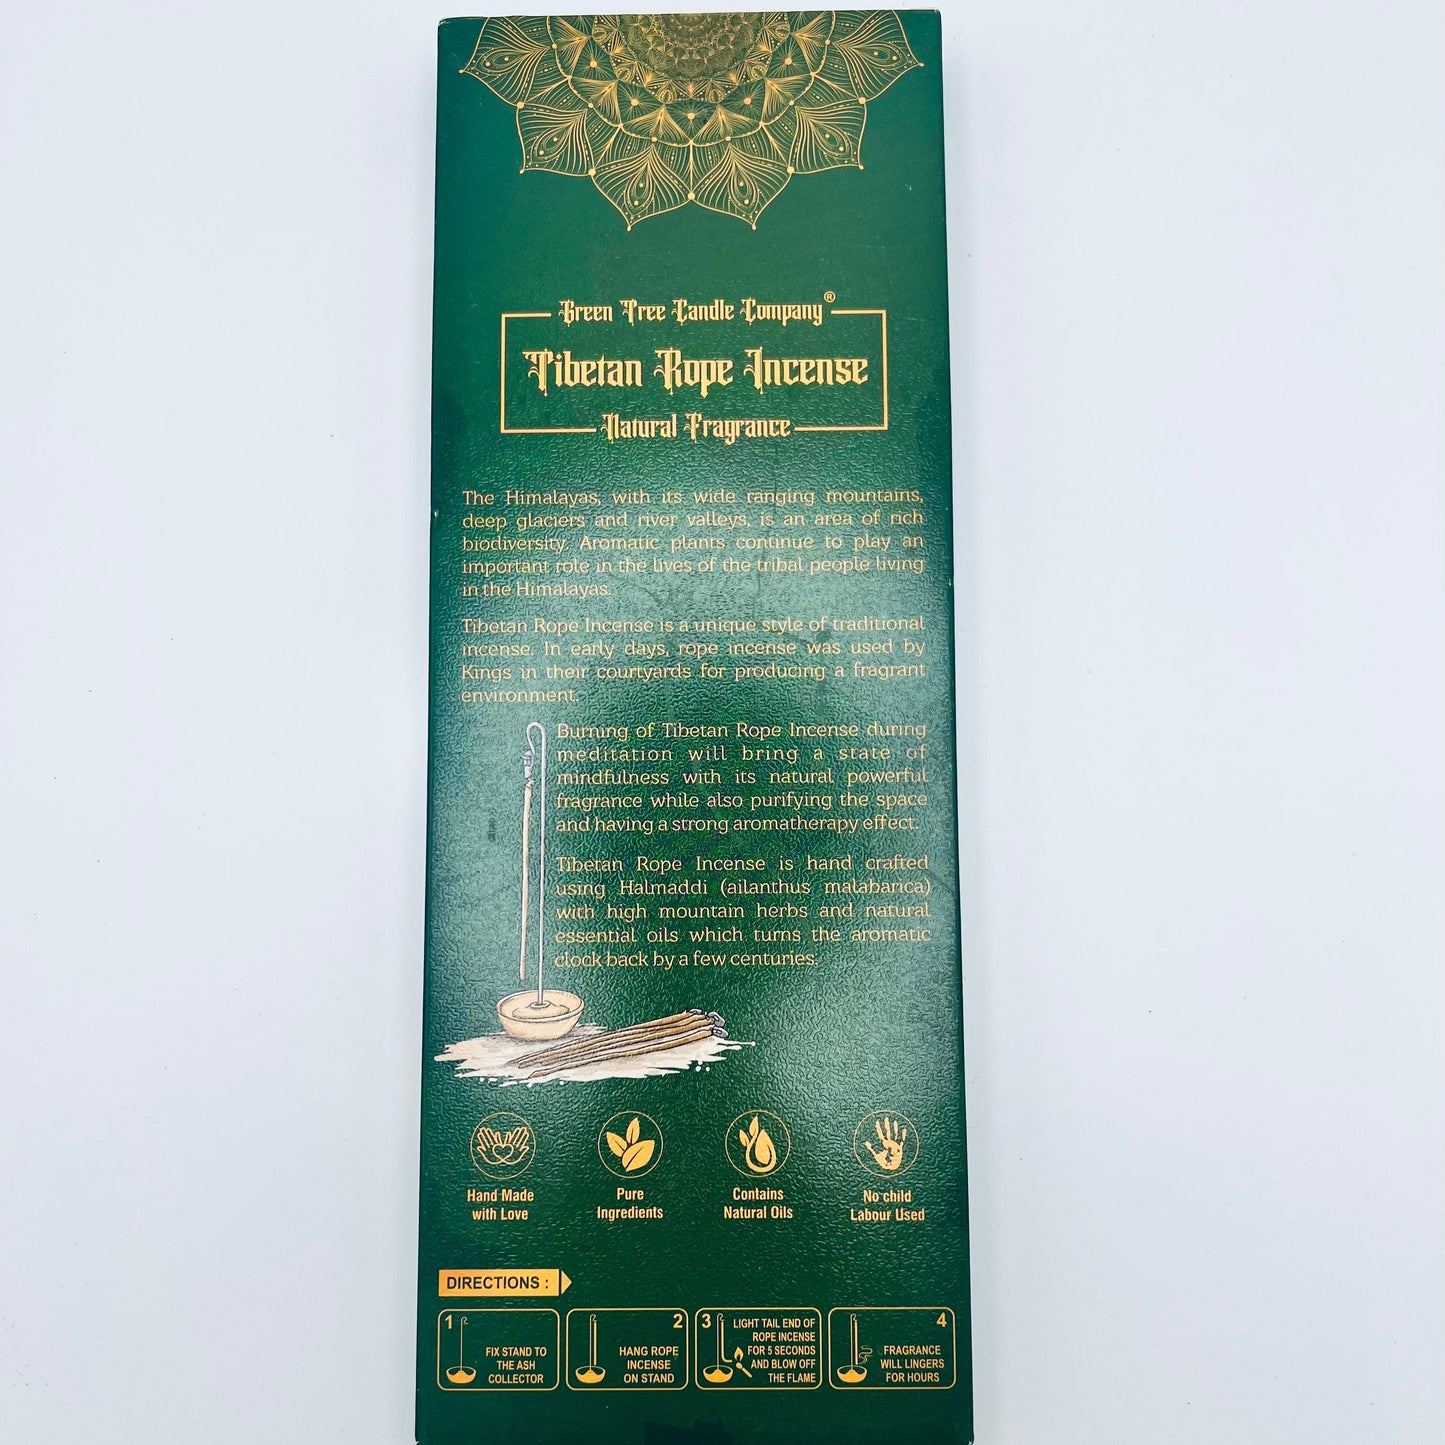 Green Tree Candle Company®
Tibetan Rope Incense
Natural Fragrance
The Himalayas, with its wide ranging mountains,
deep glaciers and river valleys, is an area of rich
biodiversity. Aromatic plants continue to play an
important role in the lives of the tribal people living
in the Himalayas.
Tibetan Rope Incense is a unique style of traditional
incense. In early days, rope incense was used by
Kings in their courtyards for producing a fragrant
environment.
Burning of Tibetan Rope Incense during
meditation will bring a state of
mindfulness with its natural powerful
fragrance while also purifying the space
and having a strong aromatherapy effect.
Tibetan Rope Incense is hand crafted
using Halmaddi (ailanthus malabarica)
with high mountain herbs and natural
essential oils which turns the aromatic
clock back by a few centuries.
Hand Made
with Love
Pure
Ingredients
Contains
Natural Oils
No child
Labour Used
DIRECTIONS :
1
FIX STAND TO
THE ASH
COLLECTOR
2
HANG ROPE
INCENSE
ON STAND
3
LIGHT TAIL END OF
ROPE INCENSE
FOR 5 SECONDS
AND BLOW OFF
THE FLAME
4
FRAGRANCE
WILL LINGERS
FOR HOURS